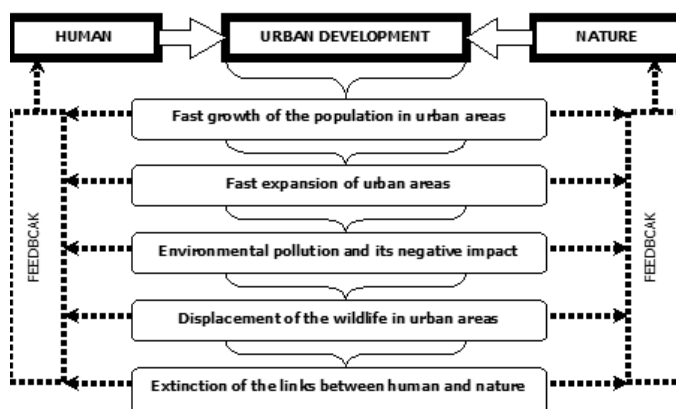 HUMAN
URBAN DEVELOPMENT
NATURE
Fast growth of the population in urban areas
Fast expansion of urban areas
Environmental pollution and its negative impact
Displacement of the wildlife in urban areas
Extinction of the links between human and nature
FEEDBCAK
FEEDBCAK